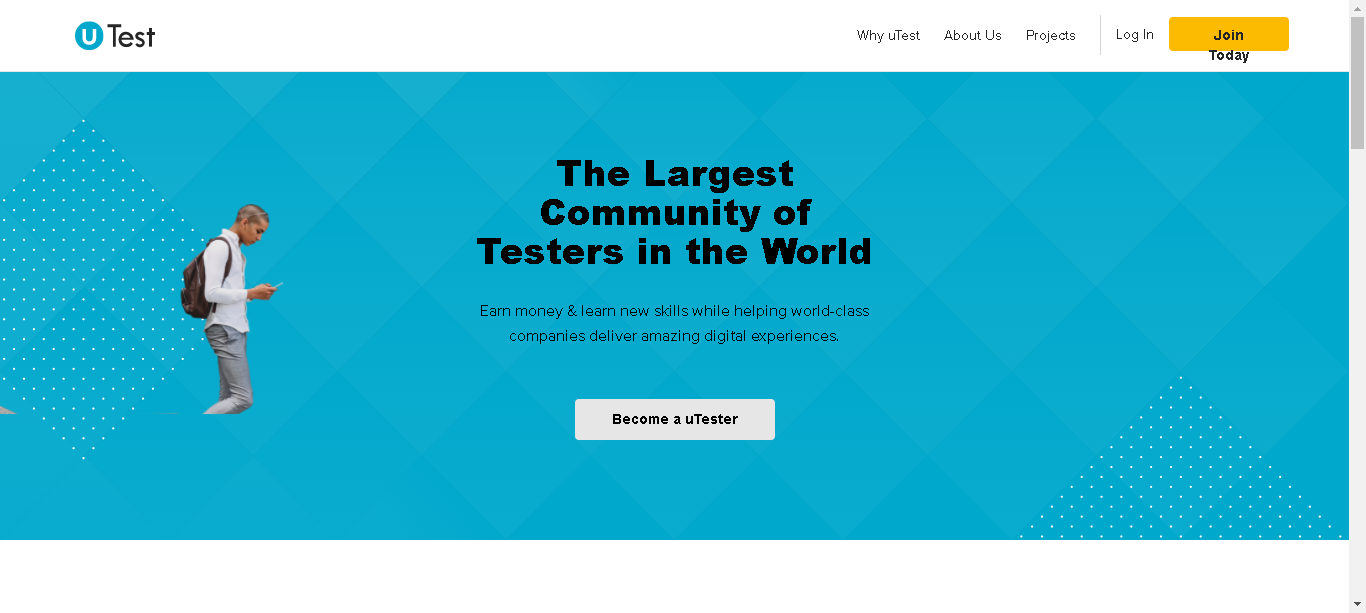 uTest
Why uTest
About Us
Projects
Log In
Join
Today
The Largest
Community of
Testers in the World
Earn money & learn new skills while helping world-class
companies deliver amazing digital experiences.
Become a uTester